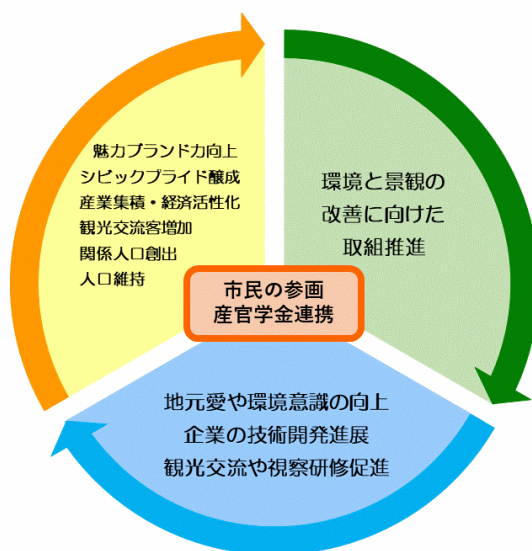 魅力ブランド力向上
シビックプライド醸成
産業集積・経済活性化
観光交流客増加
関係人口創出
人口維持
環境と景観の
改善に向けた
取組推進
市民の参画
産官学金連携
地元愛や環境意識の向上
企業の技術開発進展
観光交流や視察研修促進